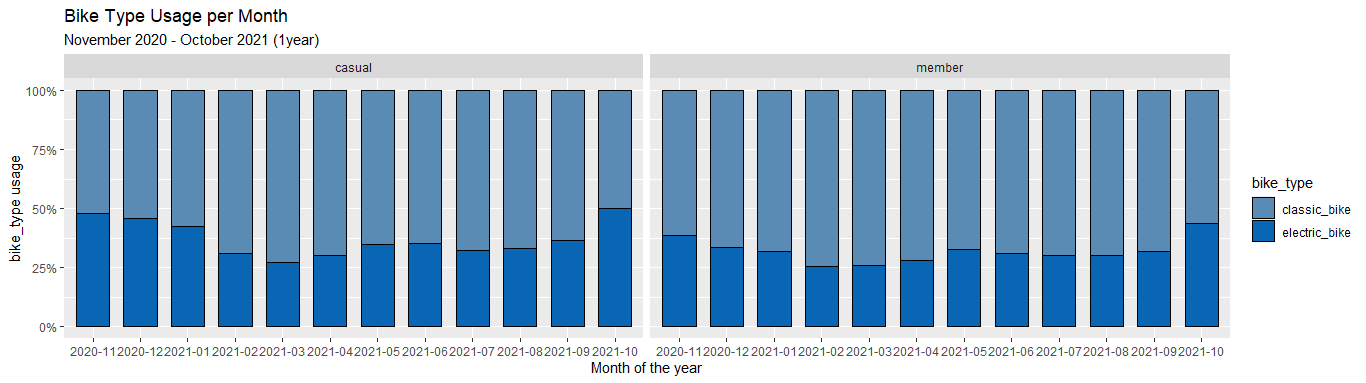 Bike Type Usage per Month
November 2020 - October 2021 (1year)
casual
member
100%
75%
50%
25%
0%
bike_type usage
2020-11 2020-12 2021-01 2021-02 2021-03 2021-04 2021-05 2021-06 2021-07 2021-08 2021-09 2021-10
2020-11 2020-12 2021-01 2021-02 2021-03 2021-04 2021-05 2021-06 2021-07 2021-08 2021-09 2021-10
Month of the year
bike_type
classic_bike
electric_bike